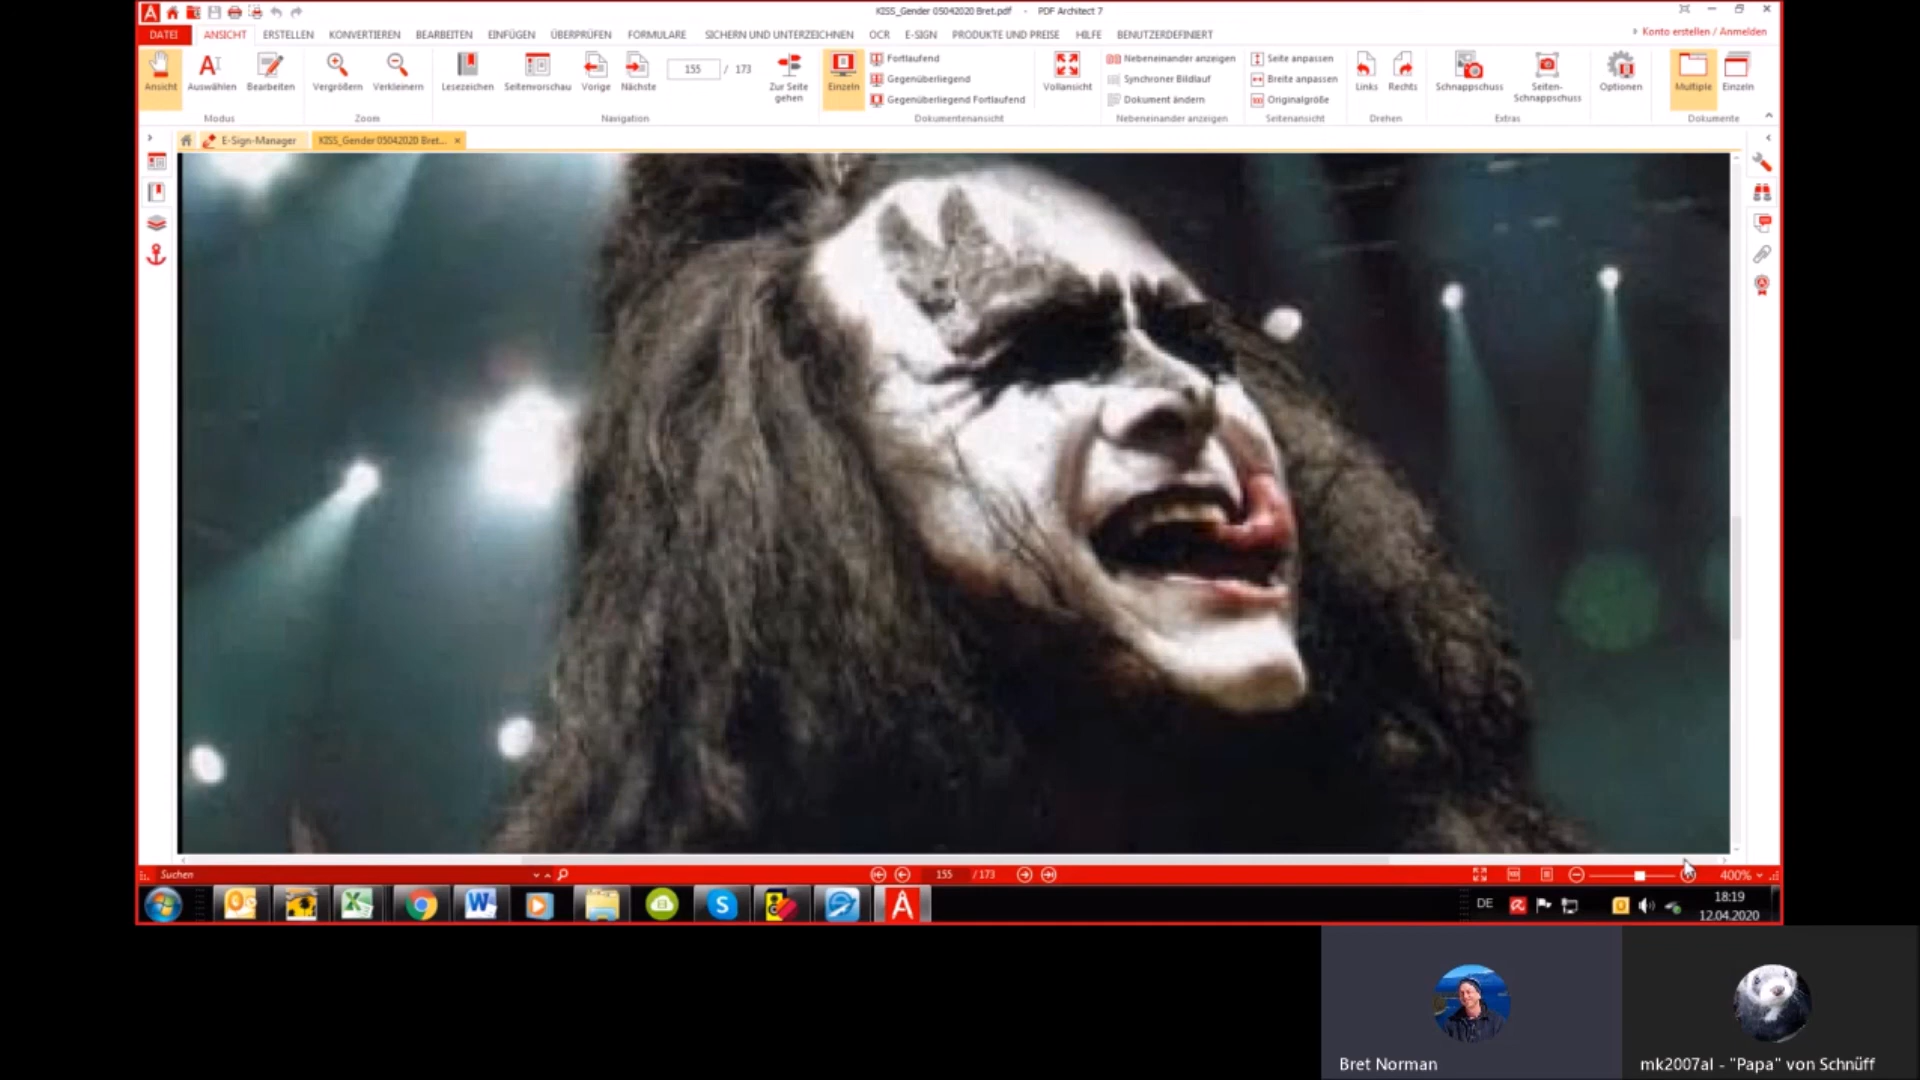 KISS_Gender 05042020 Bret.pdf - PDF Architect 7
DATEI ANSICHT ERSTELLEN KONVERTIEREN BEARBEITEN EINFÜGEN ÜBERPRÜFEN FORMULARE SICHERN UND UNTERZEICHNEN OCR E-SIGN PRODUKTE UND PREISE HILFE BENUTZERDEFINIERT
Konto erstellen / Anmelden
Ansicht Auswählen Bearbeiten
Modus
Vergrößern Verkleinern
Zoom
Lesezeichen Seitenvorschau Vorige Nächste
155 / 173
Zur Seite
gehen
Navigation
Einzeln
Fortlaufend
Gegenüberliegend
Gegenüberliegend Fortlaufend
Vollansicht
Dokumentenansicht
Nebeneinander anzeigen
Synchroner Bildlauf
Dokument ändern
Nebeneinander anzeigen
Seite anpassen
Breite anpassen
Originalgröße
Seitenansicht
Links Rechts
Drehen
Schnappschuss
Seiten-
Schnappschuss
Optionen
Extras
Multiple Einzeln
Dokumente
E-Sign-Manager
KISS_Gender 05042020 Bret...
Suchen
155 / 173
400%
DE
18:19
12.04.2020
Bret Norman
mk2007al - "Papa" von Schnüff